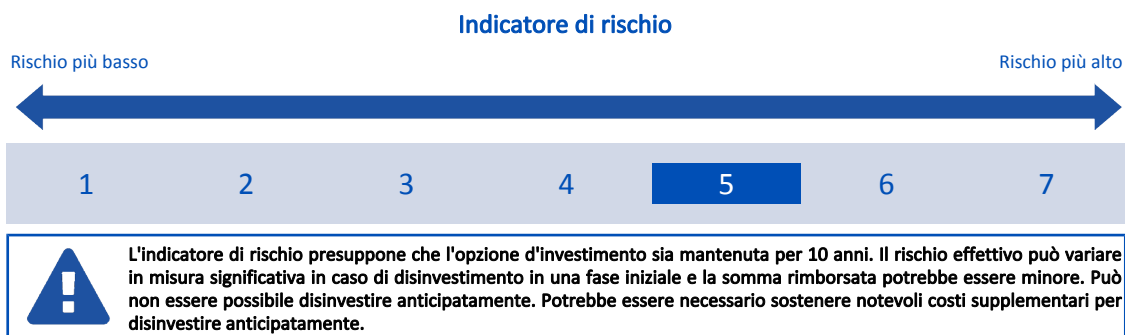 Indicatore di rischio
Rischio più basso Rischio più alto
1 2 3 4 5 6 7
L'indicatore di rischio presuppone che l'opzione d'investimento sia mantenuta per 10 anni. Il rischio effettivo può variare
in misura significativa in caso di disinvestimento in una fase iniziale e la somma rimborsata potrebbe essere minore. Può
non essere possibile disinvestire anticipatamente. Potrebbe essere necessario sostenere notevoli costi supplementari per
disinvestire anticipatamente.